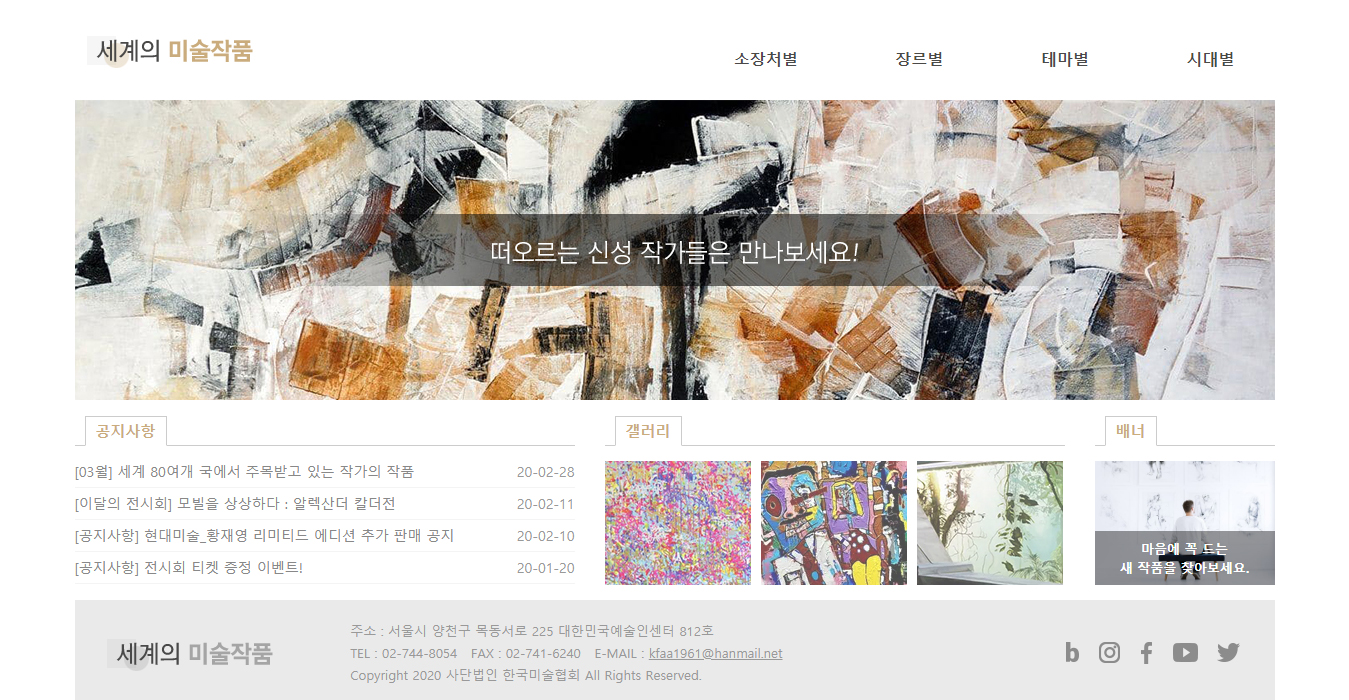 세계의 미술작품
소장처별 장르별 테마별 시대별
떠오르는 신성 작가들은 만나보세요!
공지사항
[03월] 세계 80여개 국에서 주목받고 있는 작가의 작품 20-02-28
[이달의 전시회] 모빌을 상상하다 : 알렉산더 칼더전 20-02-11
[공지사항] 현대미술_황재영 리미티드 에디션 추가 판매 공지 20-02-10
[공지사항] 전시회 티켓 증정 이벤트! 20-01-20
갤러리
배너
마음에 꼭 드는
새 작품을 찾아보세요.
세계의 미술작품
주소 : 서울시 양천구 목동서로 225 대한민국예술인센터 812호
TEL : 02-744-8054 FAX : 02-741-6240 E-MAIL : kfaa1961@hanmail.net
Copyright 2020 사단법인 한국미술협회 All Rights Reserved.